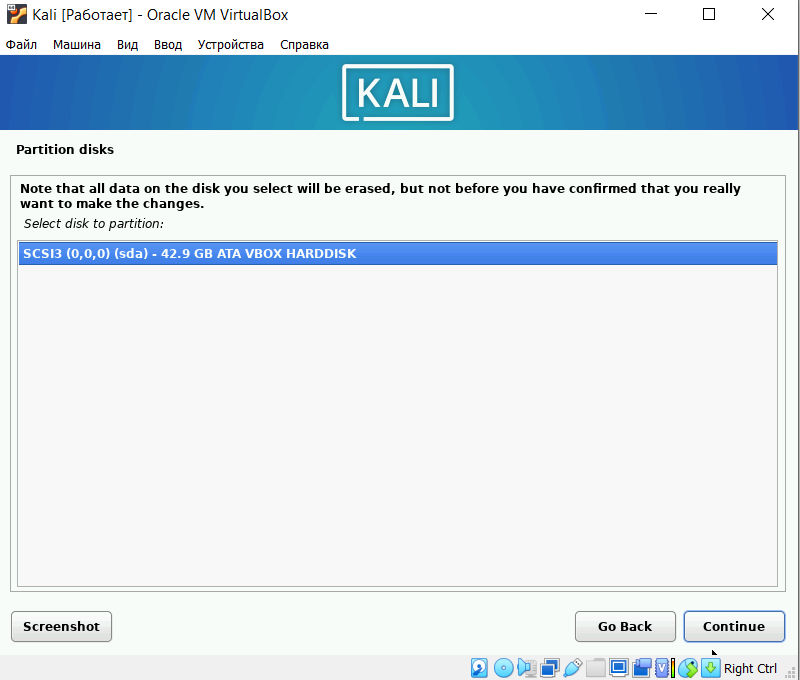 Kali [Работает] - Oracle VM VirtualBox
Файл Машина Вид Ввод Устройства Справка
KALI
Partition disks
Note that all data on the disk you select will be erased, but not before you have confirmed that you really
want to make the changes.
Select disk to partition:
SCSI3 (0,0,0) (sda) - 42.9 GB ATA VBOX HARDDISK
Screenshot Go Back Continue
Right Ctrl